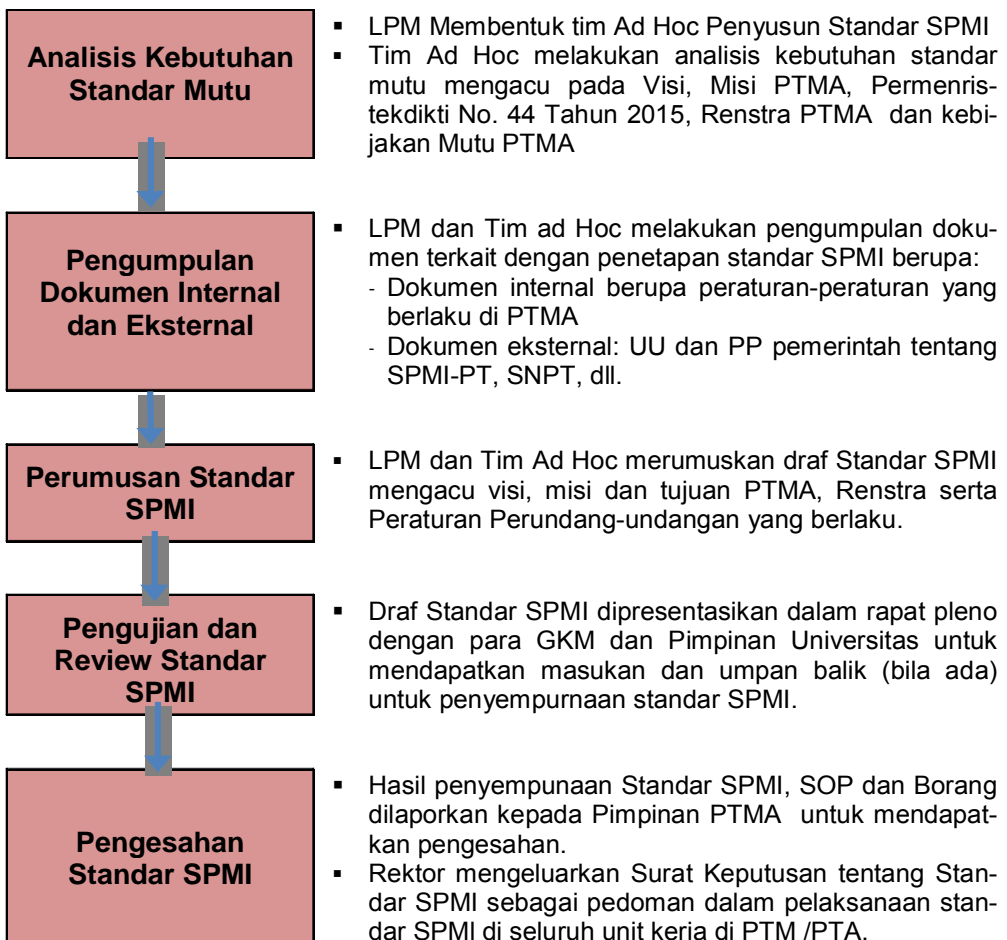 Analisis Kebutuhan
Standar Mutu
▪ LPM Membentuk tim Ad Hoc Penyusun Standar SPMI
▪ Tim Ad Hoc melakukan analisis kebutuhan standar
mutu mengacu pada Visi, Misi PTMA, Permenris-
tekdikti No. 44 Tahun 2015, Renstra PTMA dan kebi-
jakan Mutu PTMA
Pengumpulan
Dokumen Internal
dan Eksternal
▪ LPM dan Tim ad Hoc melakukan pengumpulan doku-
men terkait dengan penetapan standar SPMI berupa:
- Dokumen internal berupa peraturan-peraturan yang
berlaku di PTMA
- Dokumen eksternal: UU dan PP pemerintah tentang
SPMI-PT, SNPT, dll.
Perumusan Standar
SPMI
▪ LPM dan Tim Ad Hoc merumuskan draf Standar SPMI
mengacu visi, misi dan tujuan PTMA, Renstra serta
Peraturan Perundang-undangan yang berlaku.
Pengujian dan
Review Standar
SPMI
▪ Draf Standar SPMI dipresentasikan dalam rapat pleno
dengan para GKM dan Pimpinan Universitas untuk
mendapatkan masukan dan umpan balik (bila ada)
untuk penyempurnaan standar SPMI.
Pengesahan
Standar SPMI
▪ Hasil penyempunaan Standar SPMI, SOP dan Borang
dilaporkan kepada Pimpinan PTMA untuk mendapat-
kan pengesahan.
▪ Rektor mengeluarkan Surat Keputusan tentang Stan-
dar SPMI sebagai pedoman dalam pelaksanaan stan-
dar SPMI di seluruh unit kerja di PTM /PTA.